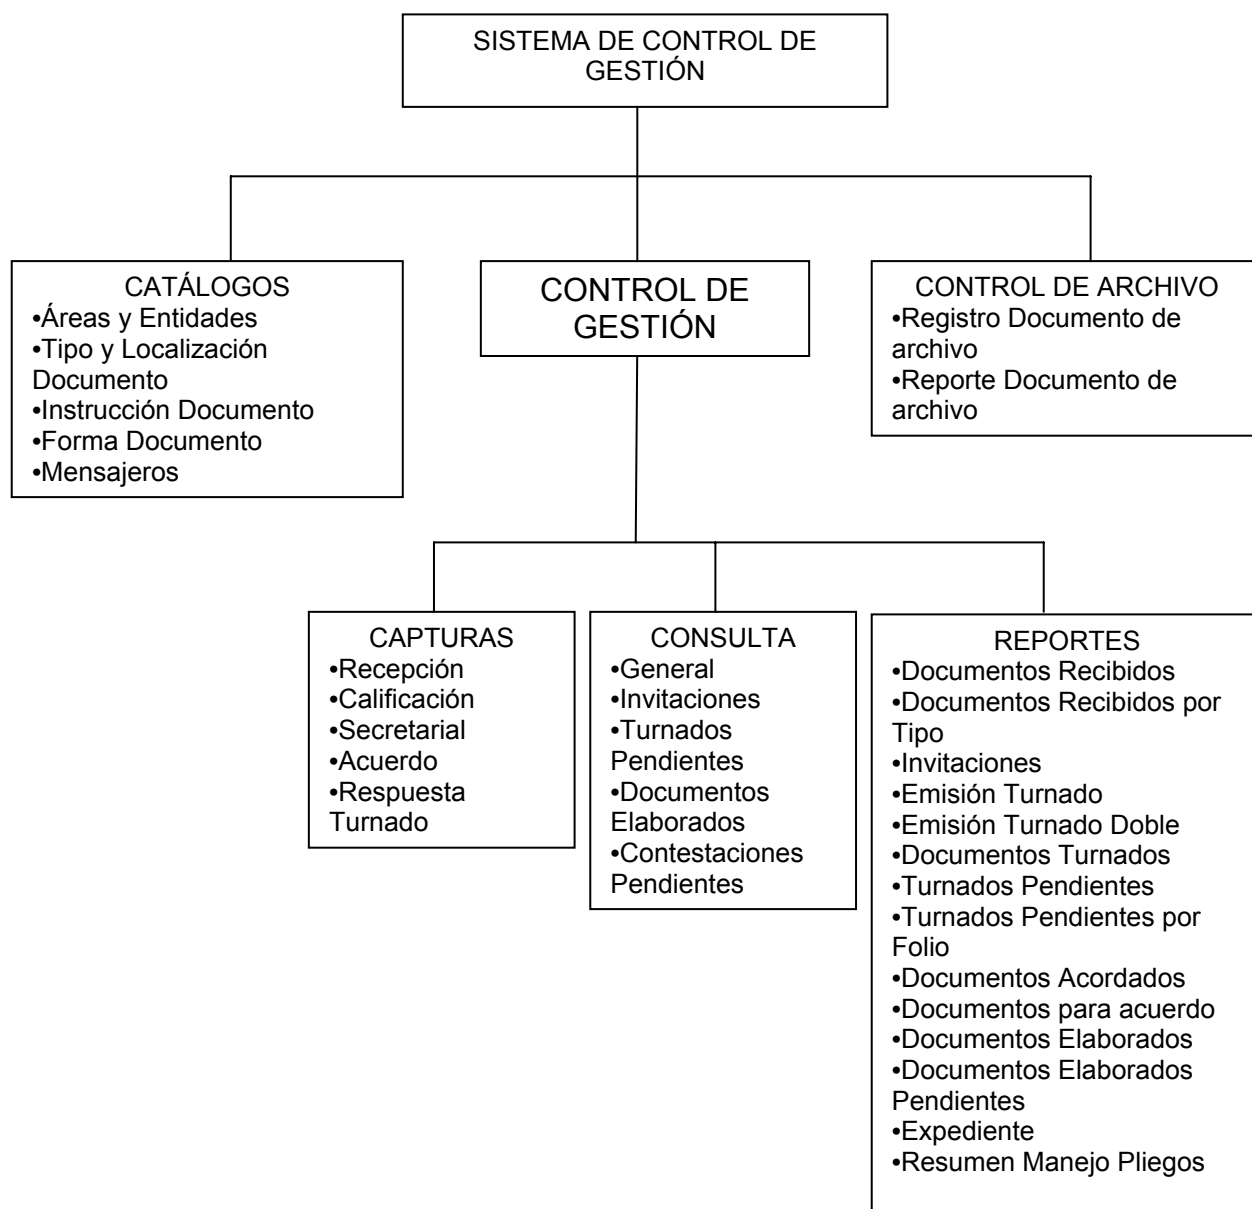 SISTEMA DE CONTROL DE
GESTIÓN
CATÁLOGOS
•Áreas y Entidades
•Tipo y Localización
Documento
•Instrucción Documento
•Forma Documento
•Mensajeros
CONTROL DE
GESTIÓN
CONTROL DE ARCHIVO
•Registro Documento de
archivo
•Reporte Documento de
archivo
CAPTURAS
•Recepción
•Calificación
•Secretarial
•Acuerdo
•Respuesta
Turnado
CONSULTA
•General
•Invitaciones
•Turnados
Pendientes
•Documentos
Elaborados
•Contestaciones
Pendientes
REPORTES
•Documentos Recibidos
•Documentos Recibidos por
Tipo
•Invitaciones
•Emisión Turnado
•Emisión Turnado Doble
•Documentos Turnados
•Turnados Pendientes
•Turnados Pendientes por
Folio
•Documentos Acordados
•Documentos para acuerdo
•Documentos Elaborados
•Documentos Elaborados
Pendientes
•Expediente
•Resumen Manejo Pliegos